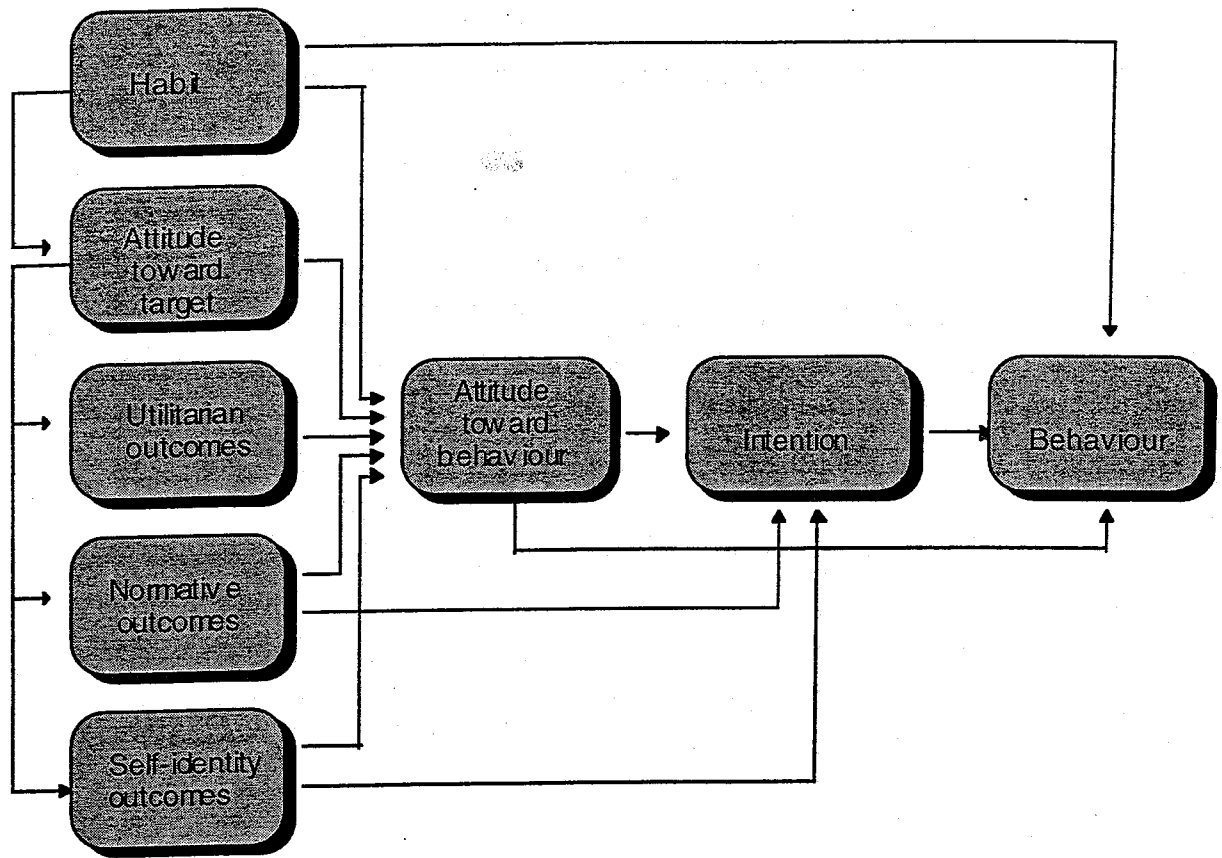 Habit
Attitude
toward
target
Utilitarian
outcomes
Normative
outcomes
Self-identity
outcomes
Attitude
toward
behaviour
Intention
Behaviour